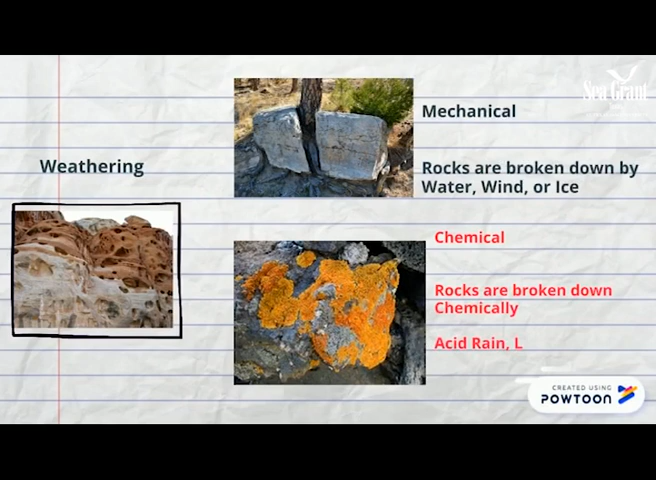 Sea Grant
Mechanical
Weathering
Rocks are broken down by
Water, Wind, or Ice
Chemical
Rocks are broken down
Chemically
Acid Rain, L
CREATED USING
POWTOON